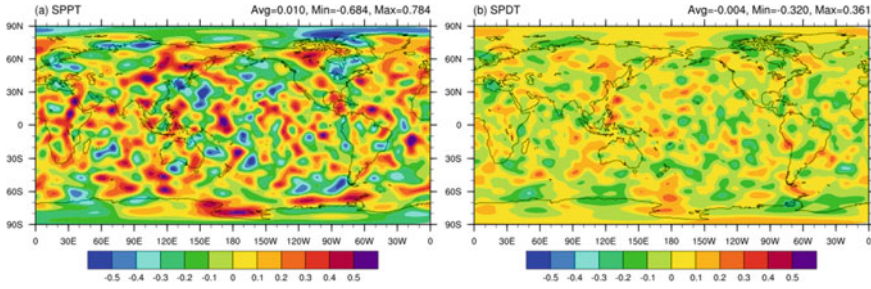 (a) SPPT Avg=0.010, Min=-0.684, Max=0.784
90N
60N
30N
0
30S
60S
90S
0 30E 60E 90E 120E 150E 180 150W 120W 90W 60W 30W 0
-0.5 -0.4 -0.3 -0.2 -0.1 0 0.1 0.2 0.3 0.4 0.5
(b) SPDT Avg=-0.004, Min=-0.320, Max=0.361
90N
60N
30N
0
30S
60S
90S
0 30E 60E 90E 120E 150E 180 150W 120W 90W 60W 30W 0
-0.5 -0.4 -0.3 -0.2 -0.1 0 0.1 0.2 0.3 0.4 0.5